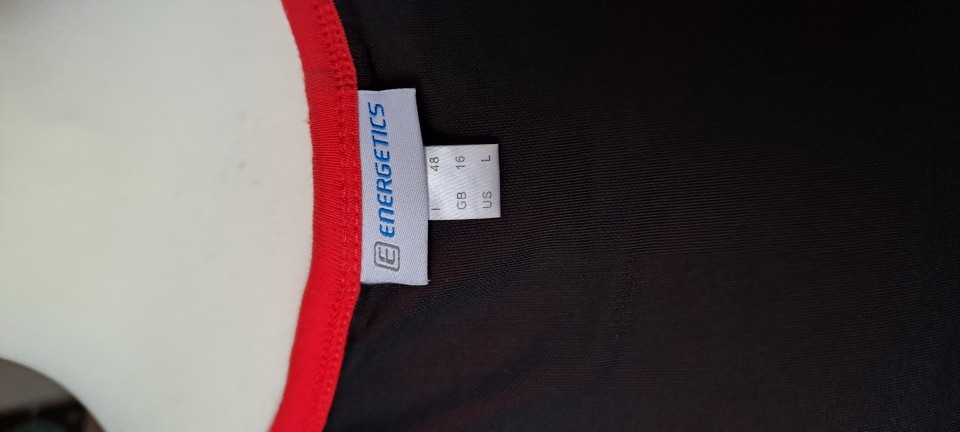 E ENERGETICS
I 48
GB 16
US L